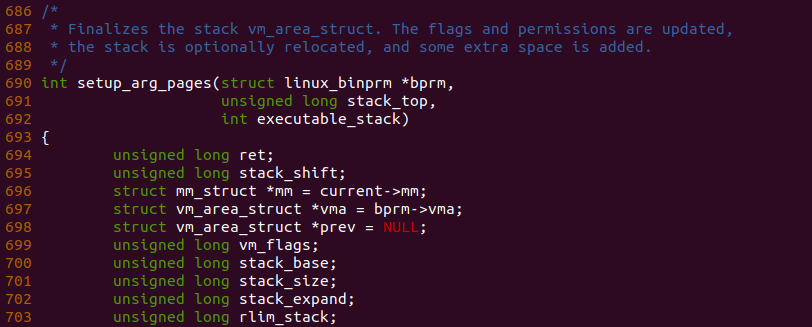 686 /*
687  * Finalizes the stack vm_area_struct. The flags and permissions are updated,
688  * the stack is optionally relocated, and some extra space is added.
689  */
690 int setup_arg_pages(struct linux_binprm *bprm,
691                     unsigned long stack_top,
692                     int executable_stack)
693 {
694         unsigned long ret;
695         unsigned long stack_shift;
696         struct mm_struct *mm = current->mm;
697         struct vm_area_struct *vma = bprm->vma;
698         struct vm_area_struct *prev = NULL;
699         unsigned long vm_flags;
700         unsigned long stack_base;
701         unsigned long stack_size;
702         unsigned long stack_expand;
703         unsigned long rlim_stack;